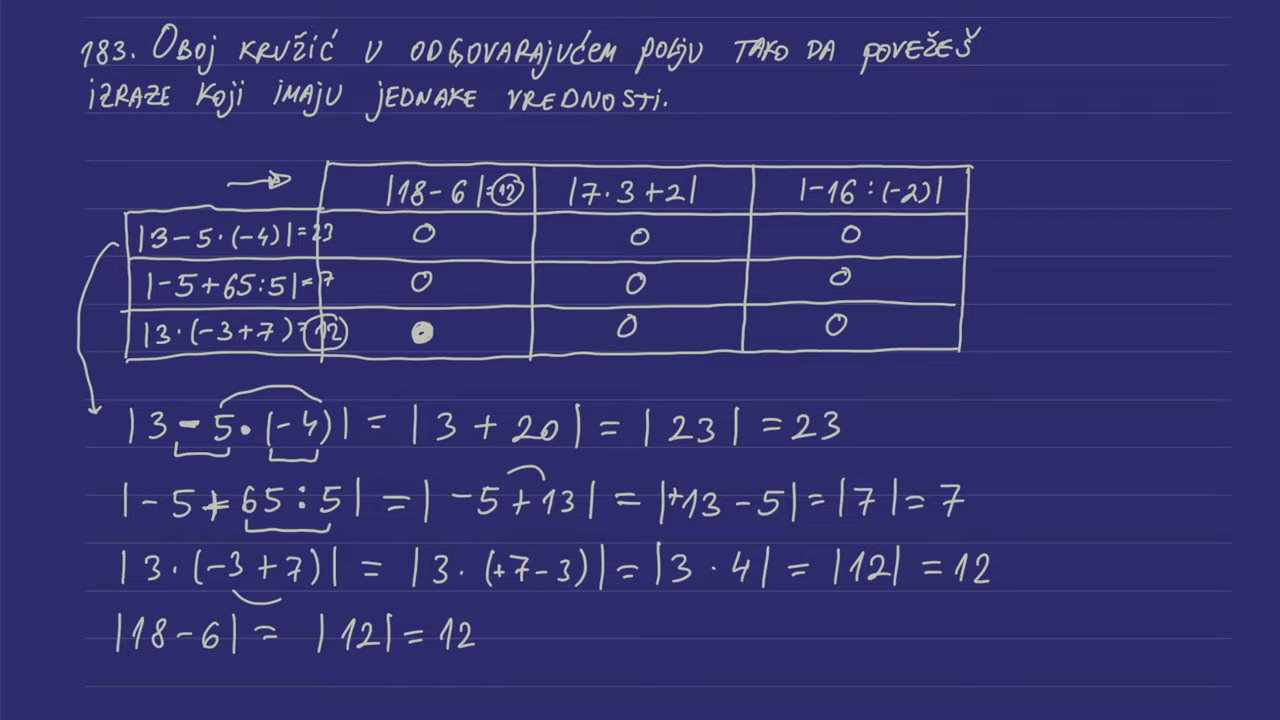 183. Oboj kružić u odgovarajućem polju tako da povežeš
izraze koji imaju jednake vrednosti.
|18-6|=12 |7·3+2| |-16:(-2)|
|3-5·(-4)|=23 O O O
|-5+65:5|=7 O O O
|3·(-3+7)=12 O O
|3-5·(-4)| = |3+20| = |23| = 23
|-5+65:5| = |-5+13| = |+13-5| = |7| = 7
|3·(-3+7)| = |3·(+7-3)| = |3·4| = |12| = 12
|18-6| = |12| = 12